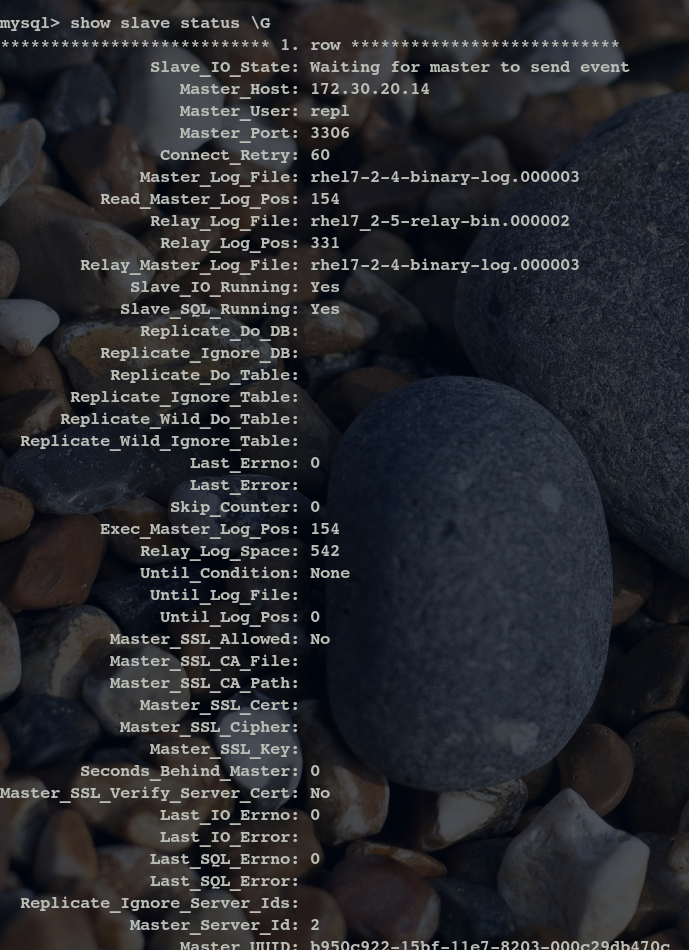 mysql> show slave status \G
*************************** 1. row ***************************
Slave_IO_State: Waiting for master to send event
Master_Host: 172.30.20.14
Master_User: repl
Master_Port: 3306
Connect_Retry: 60
Master_Log_File: rhel7-2-4-binary-log.000003
Read_Master_Log_Pos: 154
Relay_Log_File: rhel7_2-5-relay-bin.000002
Relay_Log_Pos: 331
Relay_Master_Log_File: rhel7-2-4-binary-log.000003
Slave_IO_Running: Yes
Slave_SQL_Running: Yes
Replicate_Do_DB:
Replicate_Ignore_DB:
Replicate_Do_Table:
Replicate_Ignore_Table:
Replicate_Wild_Do_Table:
Replicate_Wild_Ignore_Table:
Last_Errno: 0
Last_Error:
Skip_Counter: 0
Exec_Master_Log_Pos: 154
Relay_Log_Space: 542
Until_Condition: None
Until_Log_File:
Until_Log_Pos: 0
Master_SSL_Allowed: No
Master_SSL_CA_File:
Master_SSL_CA_Path:
Master_SSL_Cert:
Master_SSL_Cipher:
Master_SSL_Key:
Seconds_Behind_Master: 0
Master_SSL_Verify_Server_Cert: No
Last_IO_Errno: 0
Last_IO_Error:
Last_SQL_Errno: 0
Last_SQL_Error:
Replicate_Ignore_Server_Ids:
Master_Server_Id: 2
Master_UUID: b950c922-15bf-11e7-8203-000c29db470c